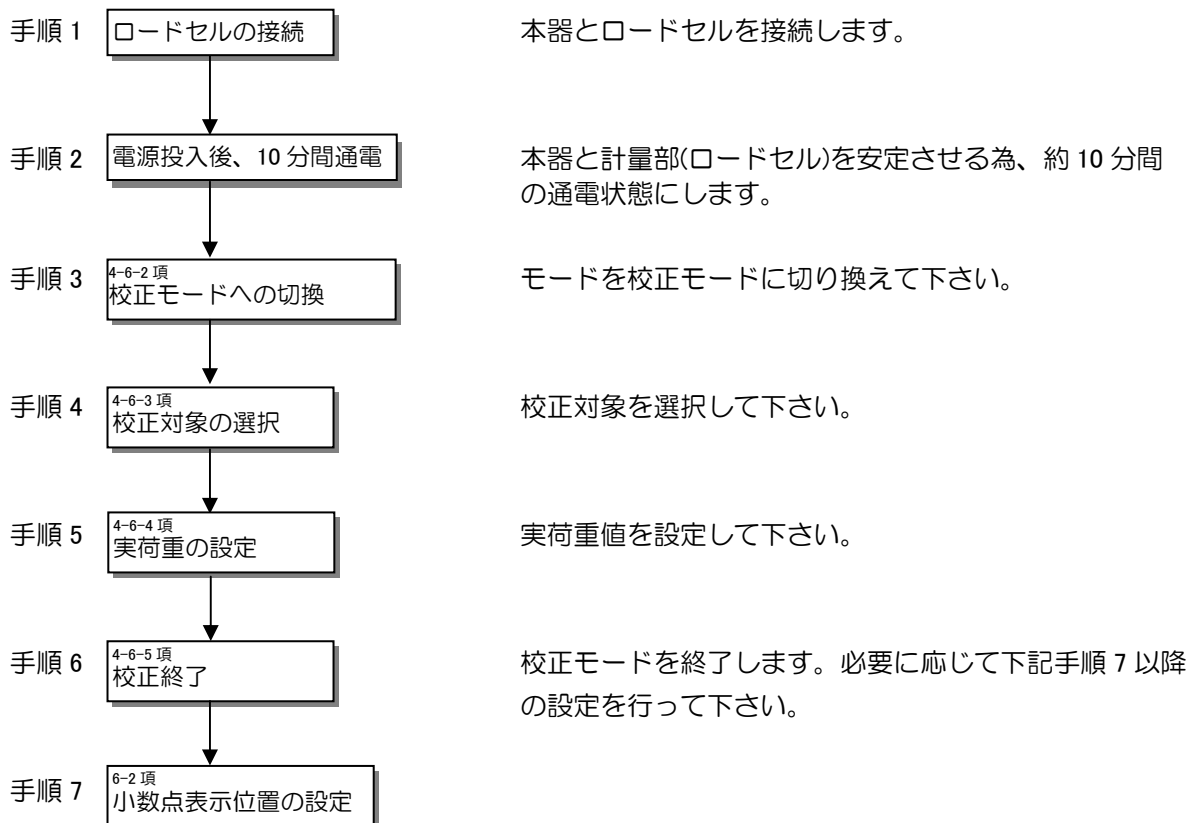 手順 1
ロードセルの接続
本器とロードセルを接続します。
手順 2
電源投入後、10 分間通電
本器と計量部(ロードセル)を安定させる為、約 10 分間
の通電状態にします。
手順 3
4-6-2 項
校正モードへの切換
モードを校正モードに切り換えて下さい。
手順 4
4-6-3 項
校正対象の選択
校正対象を選択して下さい。
手順 5
4-6-4 項
実荷重の設定
実荷重値を設定して下さい。
手順 6
4-6-5 項
校正終了
校正モードを終了します。必要に応じて下記手順 7 以降
の設定を行って下さい。
手順 7
6-2 項
小数点表示位置の設定